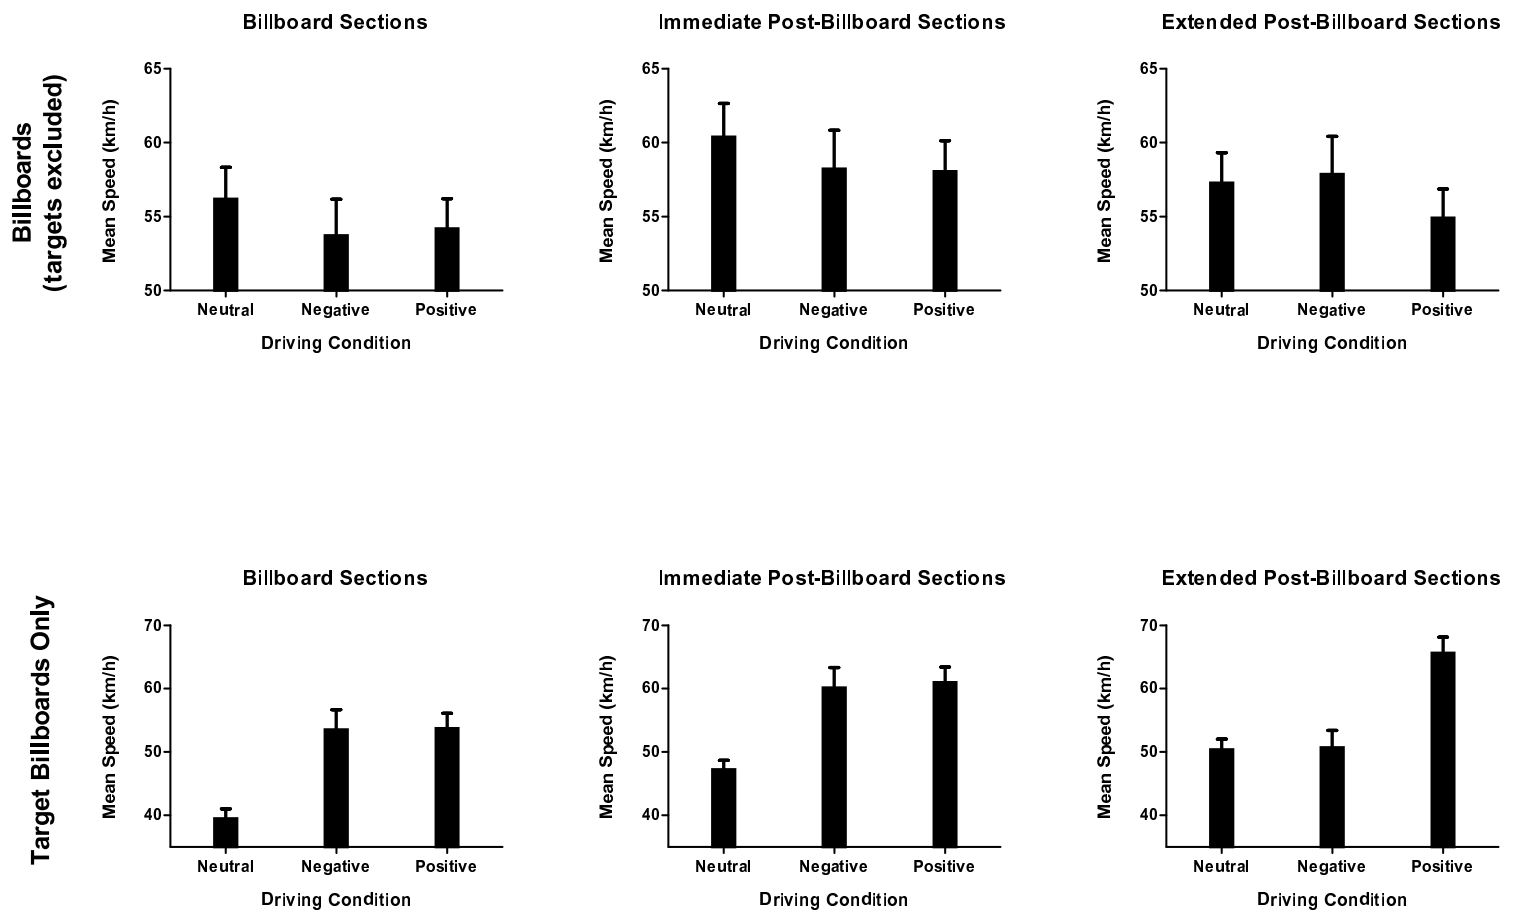 Billboard Sections
Immediate Post-Billboard Sections
Extended Post-Billboard Sections
Billboards
(targets excluded)
Mean Speed (km/h)
65
60
55
50
Neutral Negative Positive
Driving Condition
Mean Speed (km/h)
65
60
55
50
Neutral Negative Positive
Driving Condition
Mean Speed (km/h)
65
60
55
50
Neutral Negative Positive
Driving Condition
Billboard Sections
Immediate Post-Billboard Sections
Extended Post-Billboard Sections
Target Billboards Only
Mean Speed (km/h)
70
60
50
40
Neutral Negative Positive
Driving Condition
Mean Speed (km/h)
70
60
50
40
Neutral Negative Positive
Driving Condition
Mean Speed (km/h)
70
60
50
40
Neutral Negative Positive
Driving Condition